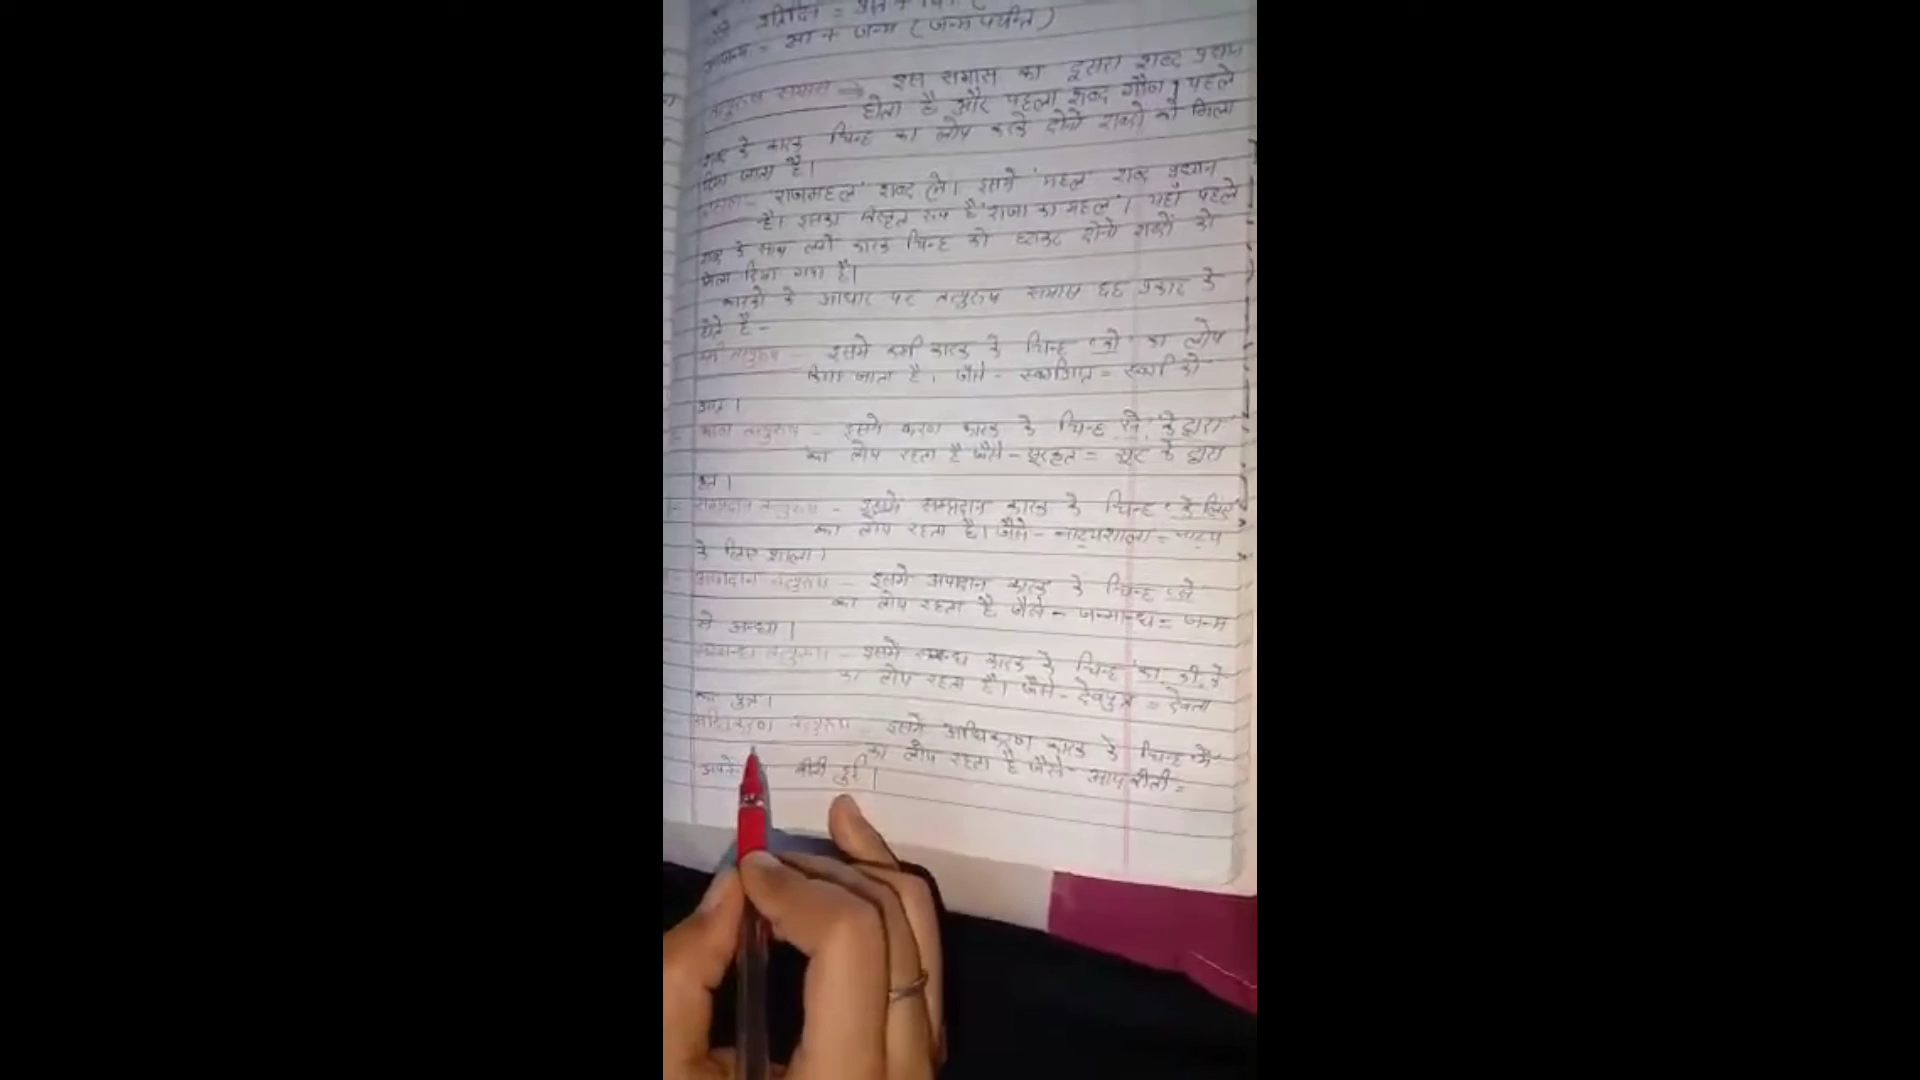 आजन्म = आ + जन्म (जन्म पर्यन्त)
तत्पुरुष समास → इस समास का दूसरा शब्द प्रधान
होता है और पहला शब्द गौण। पहले
शब्द के कारक चिन्ह का लोप करके दोनो शब्दो को मिला
दिया जाता है।
राजमहल' शब्द लें। इसमे 'महल' शब्द प्रधान
है। इसका विस्तृत रूप है 'राजा का महल'। यहाँ पहले
शब्द के साथ लगे कारक चिन्ह को हटाकर दोनो शब्दों को
मिला दिया गया है।
कारको के आधार पर तत्पुरुष समास छह प्रकार के
होते है -
कर्म तत्पुरुष - इसमे कर्म कारक के चिन्ह 'को' का लोप
किया जाता है। जैसे - स्वर्गप्राप्त = स्वर्ग को
प्राप्त।
करण तत्पुरुष - इसमे करण कारक के चिन्ह 'से', 'के द्वारा'
का लोप रहता है जैसे - सूरकृत = सूर के द्वारा
कृत।
सम्प्रदान तत्पुरुष - इसमे सम्प्रदान कारक के चिन्ह 'के लिए'
का लोप रहता है। जैसे - नाट्यशाला = नाट्य
के लिए शाला।
अपादान तत्पुरुष - इसमे अपादान कारक के चिन्ह 'से'
का लोप रहता है जैसे - जन्मान्ध = जन्म
से अन्धा।
सम्बन्ध तत्पुरुष - इसमे सम्बन्ध कारक के चिन्ह 'का, की, के
का लोप रहता है। जैसे - देवपुत्र = देवता
का पुत्र।
अधिकरण तत्पुरुष - इसमे अधिकरण कारक के चिन्ह 'मे'
का लोप रहता है जैसे - आपबीती =
बीती हुई।